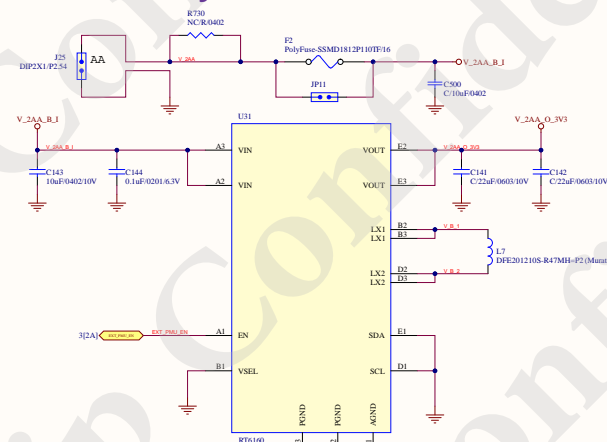 R730
NC/R/0402
F2
PolyFuse-SSMD1812P110TF/16
J25
DIP2X1/P2.54
AA
V_2AA
V_2AA_B_I
JP11
C500
C/10uF/0402
U31
V_2AA_B_I
V_2AA_B_I
V_2AA_O_3V3
V_2AA_O_3V3
A3
VIN
VOUT
E2
C143
10uF/0402/10V
C144
0.1uF/0201/6.3V
A2
VIN
VOUT
E3
C141
C/22uF/0603/10V
C142
C/22uF/0603/10V
LX1
B2
V_B_1
LX1
B3
L7
DFE201210S-R47MH=P2 (Murat
LX2
D2
V_B_2
LX2
D3
3[2A]
EXT_PMU_EN
EXT_PMU_EN
A1
EN
SDA
E1
B1
VSEL
SCL
D1
PGND
PGND
AGND
RT6160
Confide
Confi